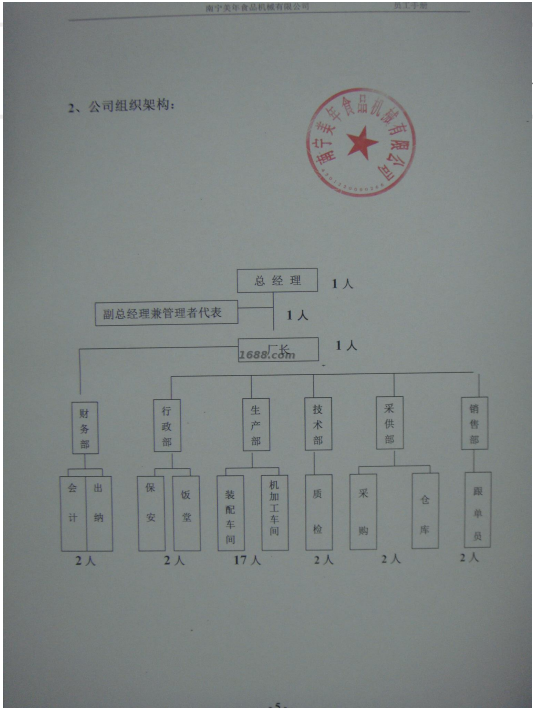 南宁美年食品机械有限公司 员工手册
2、公司组织架构：
南宁美年食品机械有限公司
总经理 1人
副总经理兼管理者代表 1人
厂长 1人
1688.com
财务部 行政部 生产部 技术部 采供部 销售部
会计 出纳 保安 饭堂 装配车间 机加工车间 质检 采购 仓库 跟单员
2人 2人 17人 2人 2人 2人
- 5 -